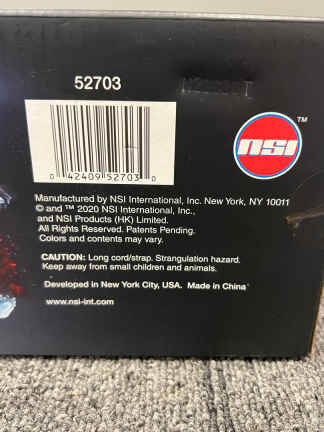 52703
0 42409 52703 0
NSI
TM
Manufactured by NSI International, Inc. New York, NY 10011
© and ™ 2020 NSI International, Inc.,
and NSI Products (HK) Limited.
All Rights Reserved. Patents Pending.
Colors and contents may vary.
CAUTION: Long cord/strap. Strangulation hazard.
Keep away from small children and animals.
Developed in New York City, USA. Made in China
www.nsi-int.com